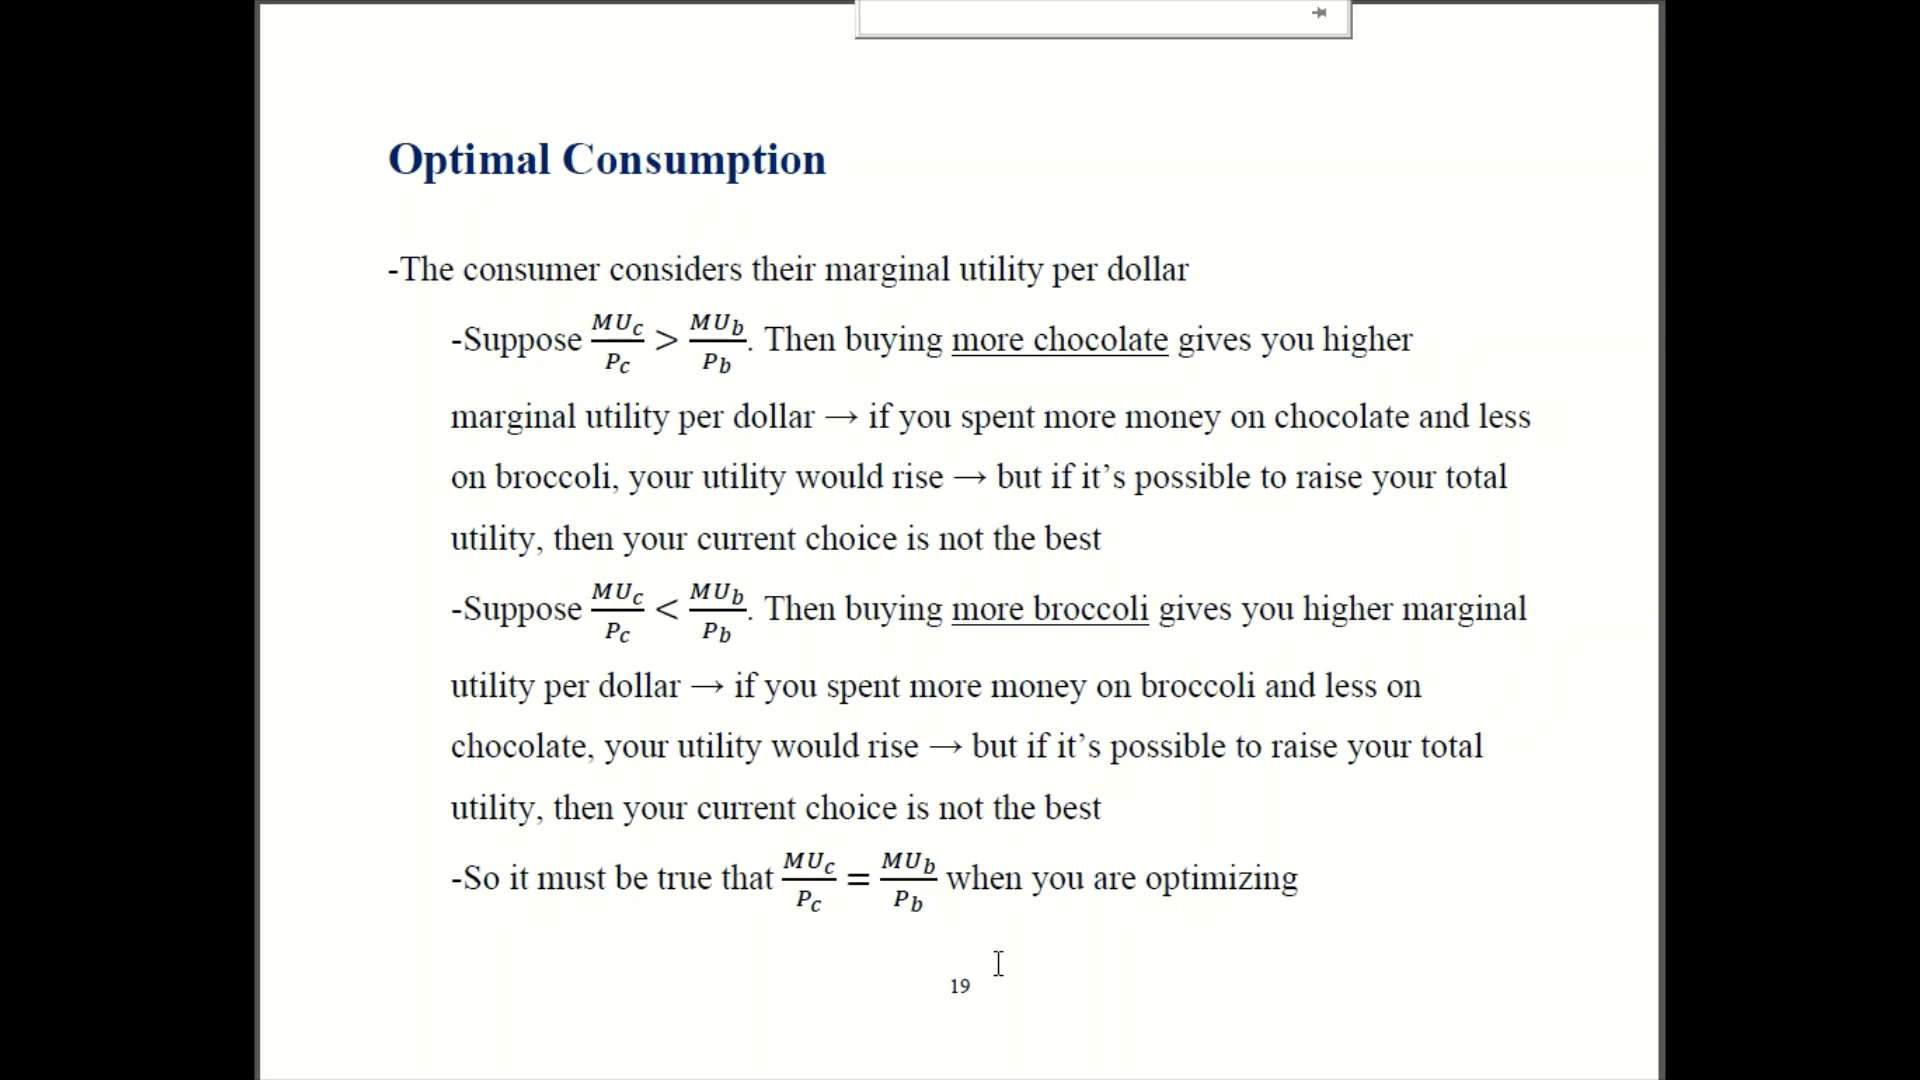 Optimal Consumption
-The consumer considers their marginal utility per dollar
-Suppose MU_c/P_c > MU_b/P_b. Then buying more chocolate gives you higher
marginal utility per dollar → if you spent more money on chocolate and less
on broccoli, your utility would rise → but if it’s possible to raise your total
utility, then your current choice is not the best
-Suppose MU_c/P_c < MU_b/P_b. Then buying more broccoli gives you higher marginal
utility per dollar → if you spent more money on broccoli and less on
chocolate, your utility would rise → but if it’s possible to raise your total
utility, then your current choice is not the best
-So it must be true that MU_c/P_c = MU_b/P_b when you are optimizing
19